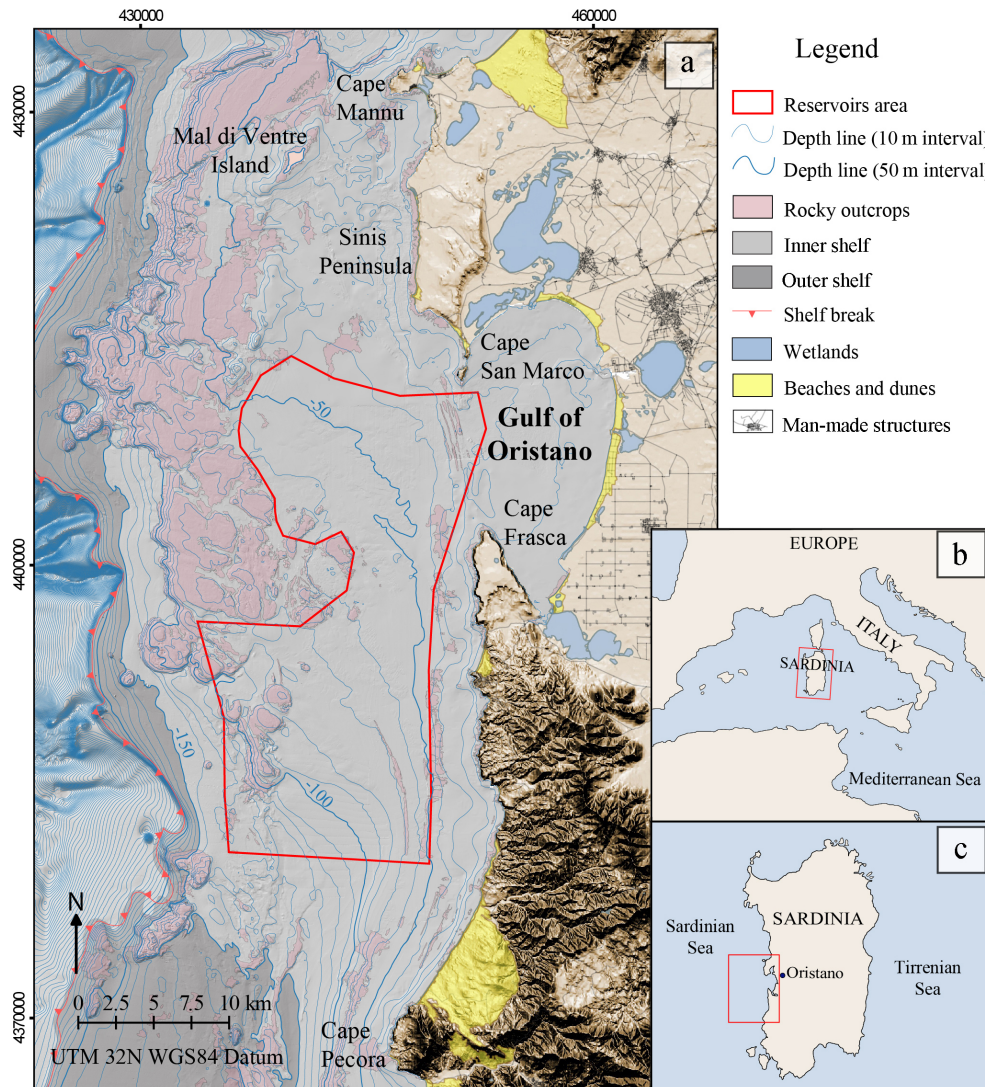 430000
460000
4430000
4400000
4370000
a
Cape
Mannu
Mal di Ventre
Island
Sinis
Peninsula
Cape
San Marco
Gulf of
Oristano
Cape
Frasca
-50
-100
-150
N
0 2.5 5 10 km
UTM 32N WGS84 Datum
Cape
Pecora
Legend
Reservoirs area
Depth line (10 m interval)
Depth line (50 m interval)
Rocky outcrops
Inner shelf
Outer shelf
Shelf break
Wetlands
Beaches and dunes
Man-made structures
b
EUROPE
ITALY
SARDINIA
Mediterranean Sea
c
SARDINIA
Sardinian
Sea
Oristano
Tirrenian
Sea